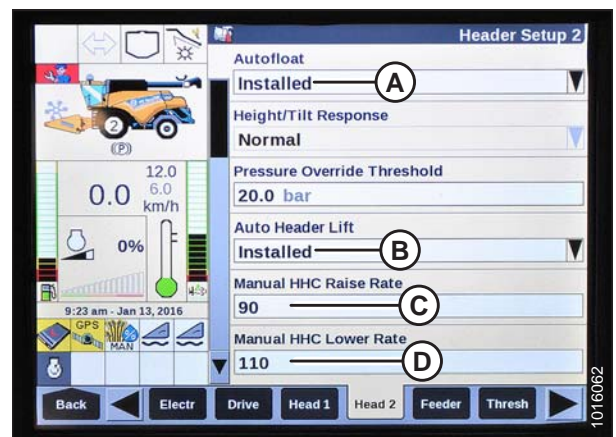 Header Setup 2
Autofloat
Installed
A
Height/Tilt Response
Normal
Pressure Override Threshold
20.0 bar
Auto Header Lift
Installed
B
Manual HHC Raise Rate
90
C
Manual HHC Lower Rate
110
D
2
(P)
12.0
0.0
6.0
km/h
0%
9:23 am - Jan 13, 2016
GPS
MAN
Back
Electr
Drive
Head 1
Head 2
Feeder
Thresh
1016062